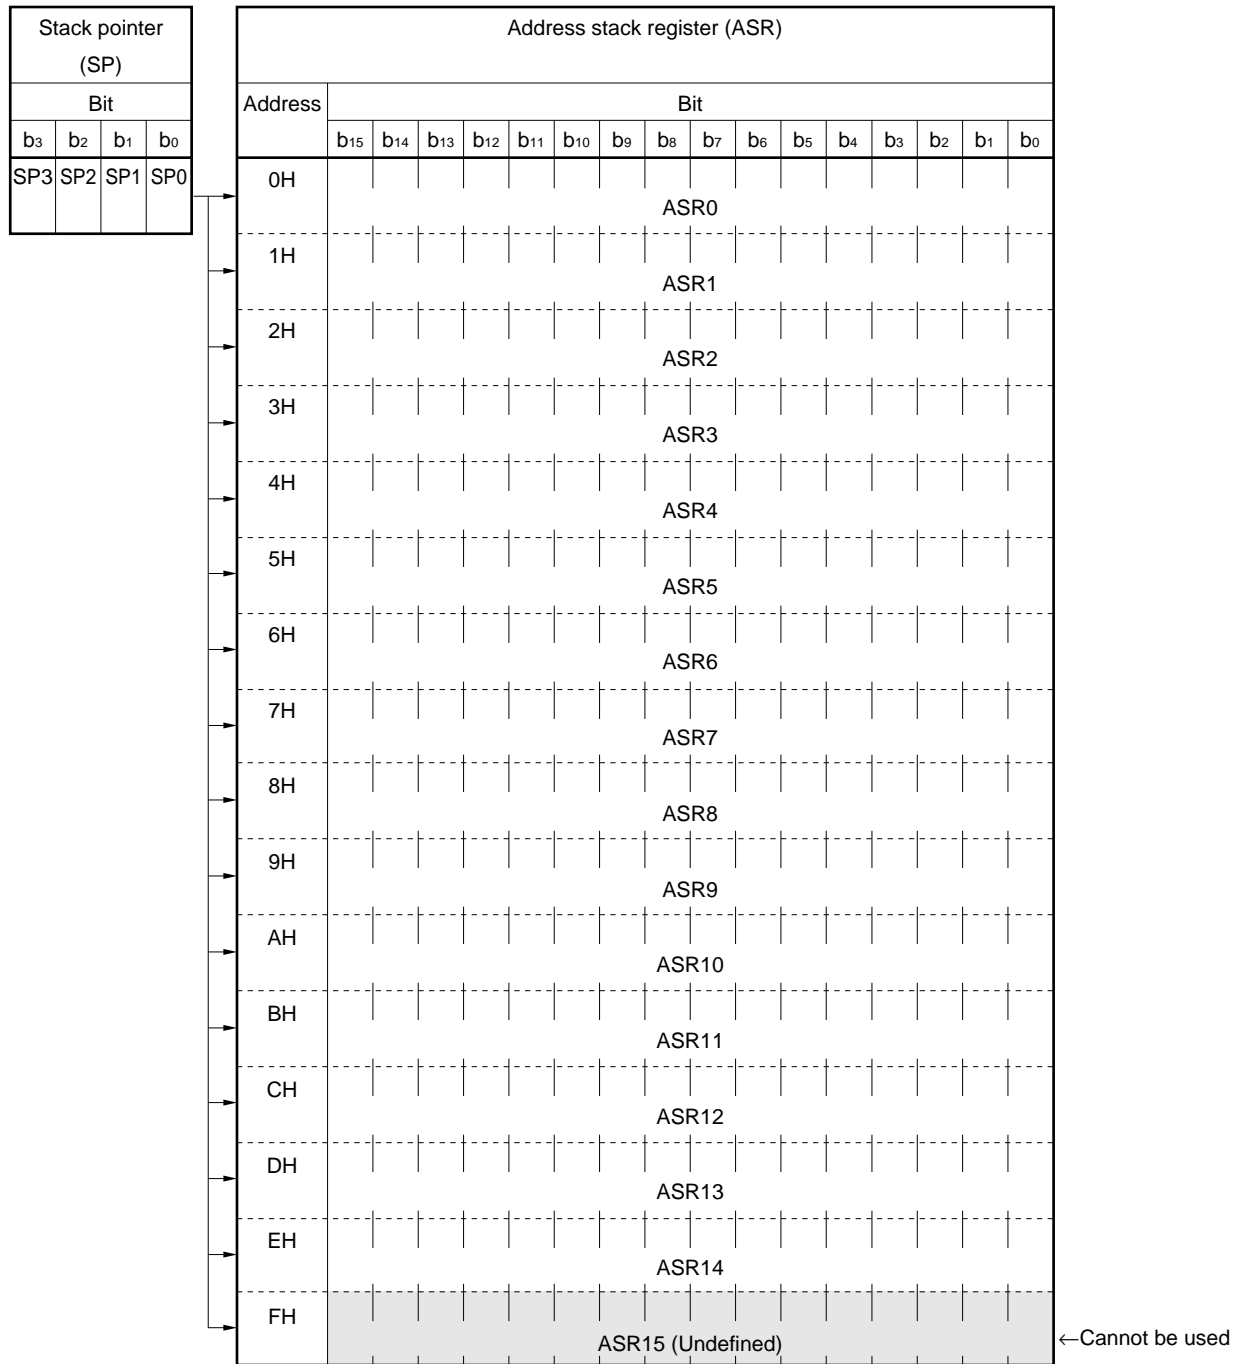 Stack pointer
(SP)
Bit
b3 b2 b1 b0
SP3 SP2 SP1 SP0
Address stack register (ASR)
Address
Bit
b15 b14 b13 b12 b11 b10 b9 b8 b7 b6 b5 b4 b3 b2 b1 b0
0H
ASR0
1H
ASR1
2H
ASR2
3H
ASR3
4H
ASR4
5H
ASR5
6H
ASR6
7H
ASR7
8H
ASR8
9H
ASR9
AH
ASR10
BH
ASR11
CH
ASR12
DH
ASR13
EH
ASR14
FH
ASR15 (Undefined)
←Cannot be used